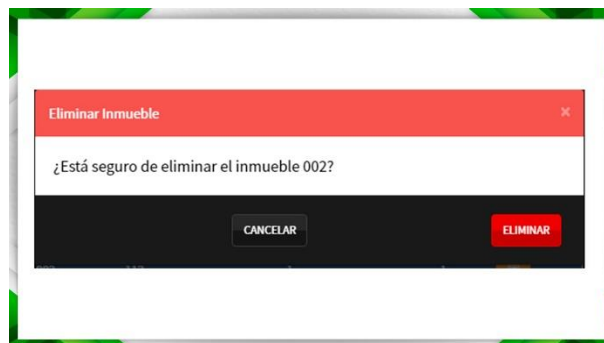 Eliminar Inmueble ×
¿Está seguro de eliminar el inmueble 002?
CANCELAR ELIMINAR